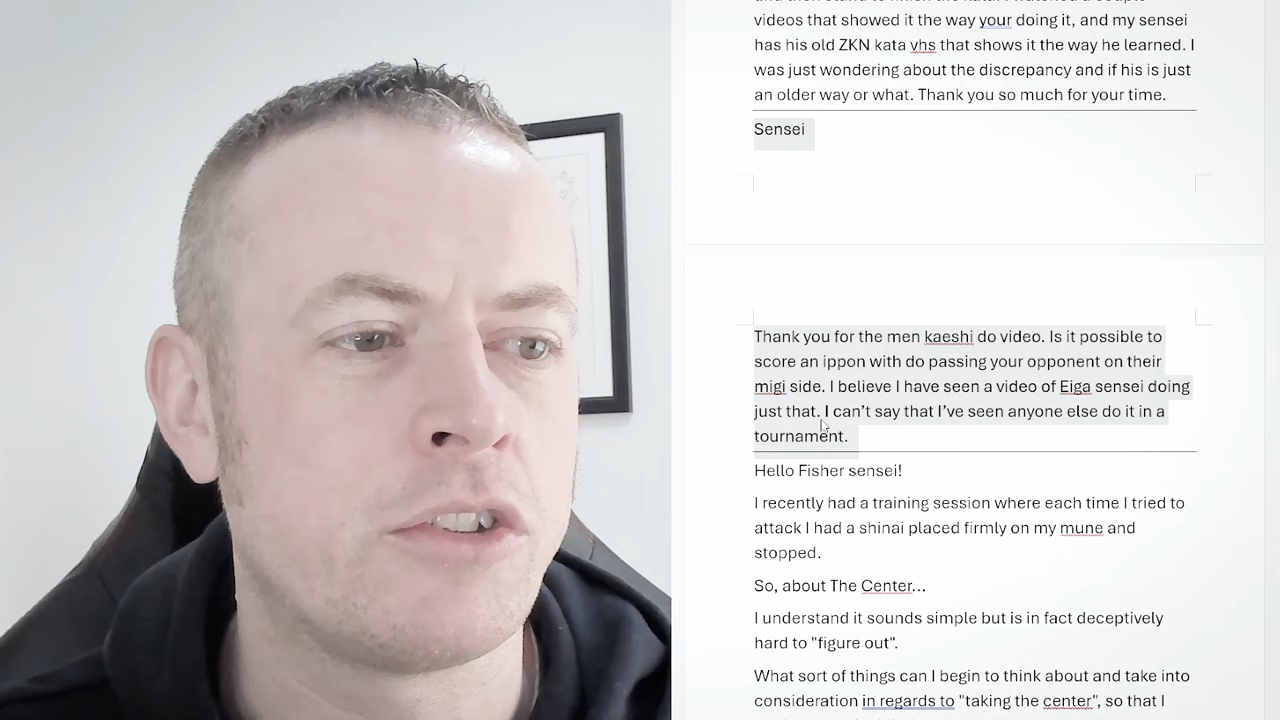 videos that showed it the way your doing it, and my sensei
has his old ZKN kata vhs that shows it the way he learned. I
was just wondering about the discrepancy and if his is just
an older way or what. Thank you so much for your time.
Sensei
Thank you for the men kaeshi do video. Is it possible to
score an ippon with do passing your opponent on their
migi side. I believe I have seen a video of Eiga sensei doing
just that. I can’t say that I’ve seen anyone else do it in a
tournament.
Hello Fisher sensei!
I recently had a training session where each time I tried to
attack I had a shinai placed firmly on my mune and
stopped.
So, about The Center...
I understand it sounds simple but is in fact deceptively
hard to "figure out".
What sort of things can I begin to think about and take into
consideration in regards to "taking the center", so that I